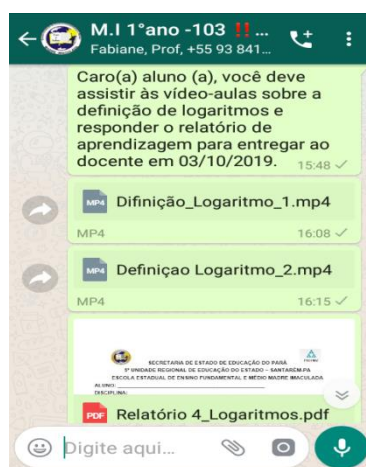 M.I 1°ano -103 ‼️ ...
Fabiane, Prof, +55 93 841...
Caro(a) aluno (a), você deve
assistir às vídeo-aulas sobre a
definição de logaritmos e
responder o relatório de
aprendizagem para entregar ao
docente em 03/10/2019.
15:48
MP4
Difinição_Logaritmo_1.mp4
MP4
16:08
MP4
Definiçao Logaritmo_2.mp4
MP4
16:15
SECRETARIA DE ESTADO DE EDUCAÇÃO DO PARÁ
5ª UNIDADE REGIONAL DE EDUCAÇÃO DO ESTADO - SANTARÉM-PA
ESCOLA ESTADUAL DE ENSINO FUNDAMENTAL E MÉDIO MADRE IMACULADA
ALUNO:
DISCIPLINA:
PDF
Relatório 4_Logaritmos.pdf
Digite aqui...